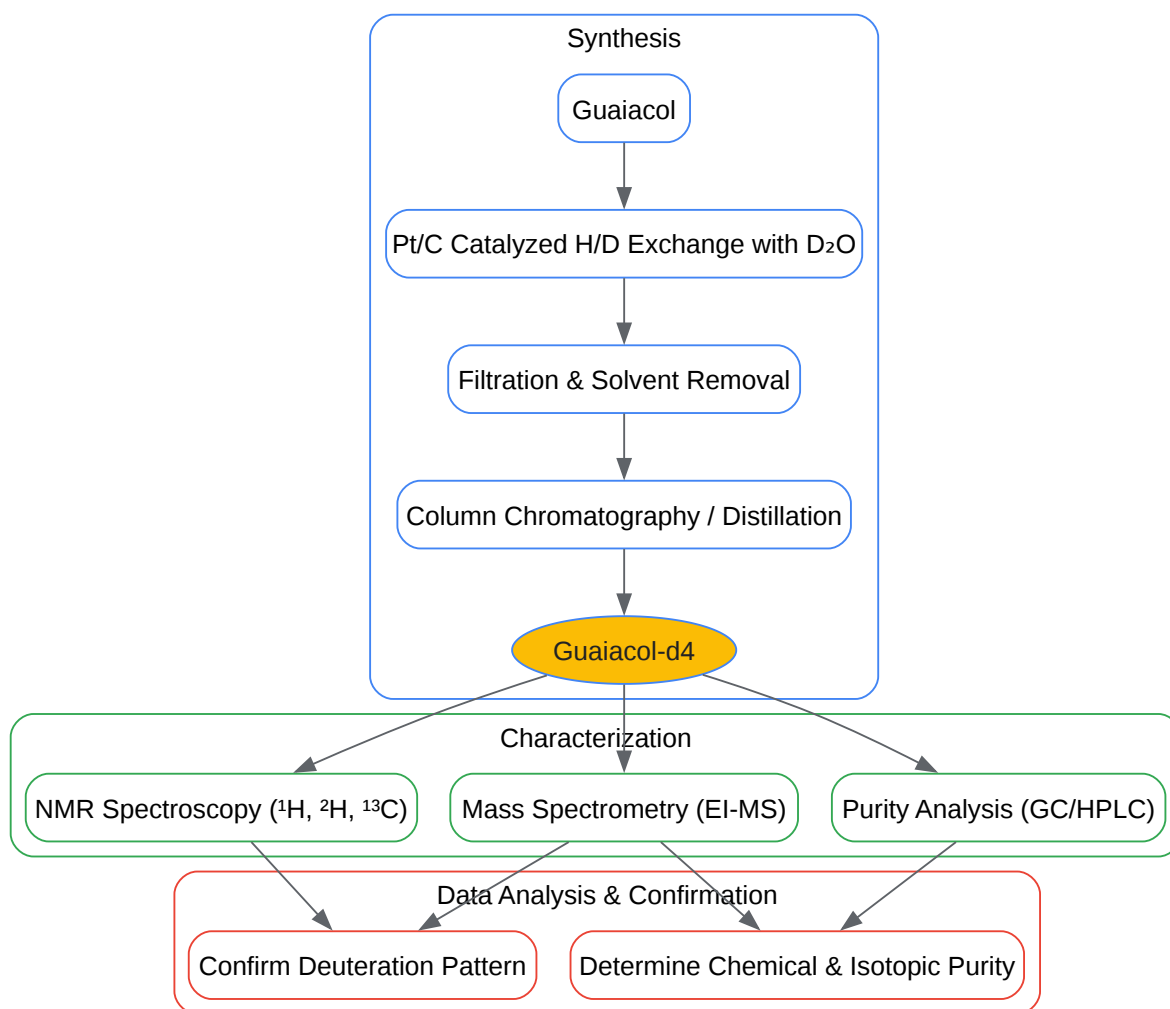 Synthesis
Guaiacol
Pt/C Catalyzed H/D Exchange with D₂O
Filtration & Solvent Removal
Column Chromatography / Distillation
Guaiacol-d4
Characterization
NMR Spectroscopy (¹H, ²H, ¹³C)
Mass Spectrometry (EI-MS)
Purity Analysis (GC/HPLC)
Data Analysis & Confirmation
Confirm Deuteration Pattern
Determine Chemical & Isotopic Purity